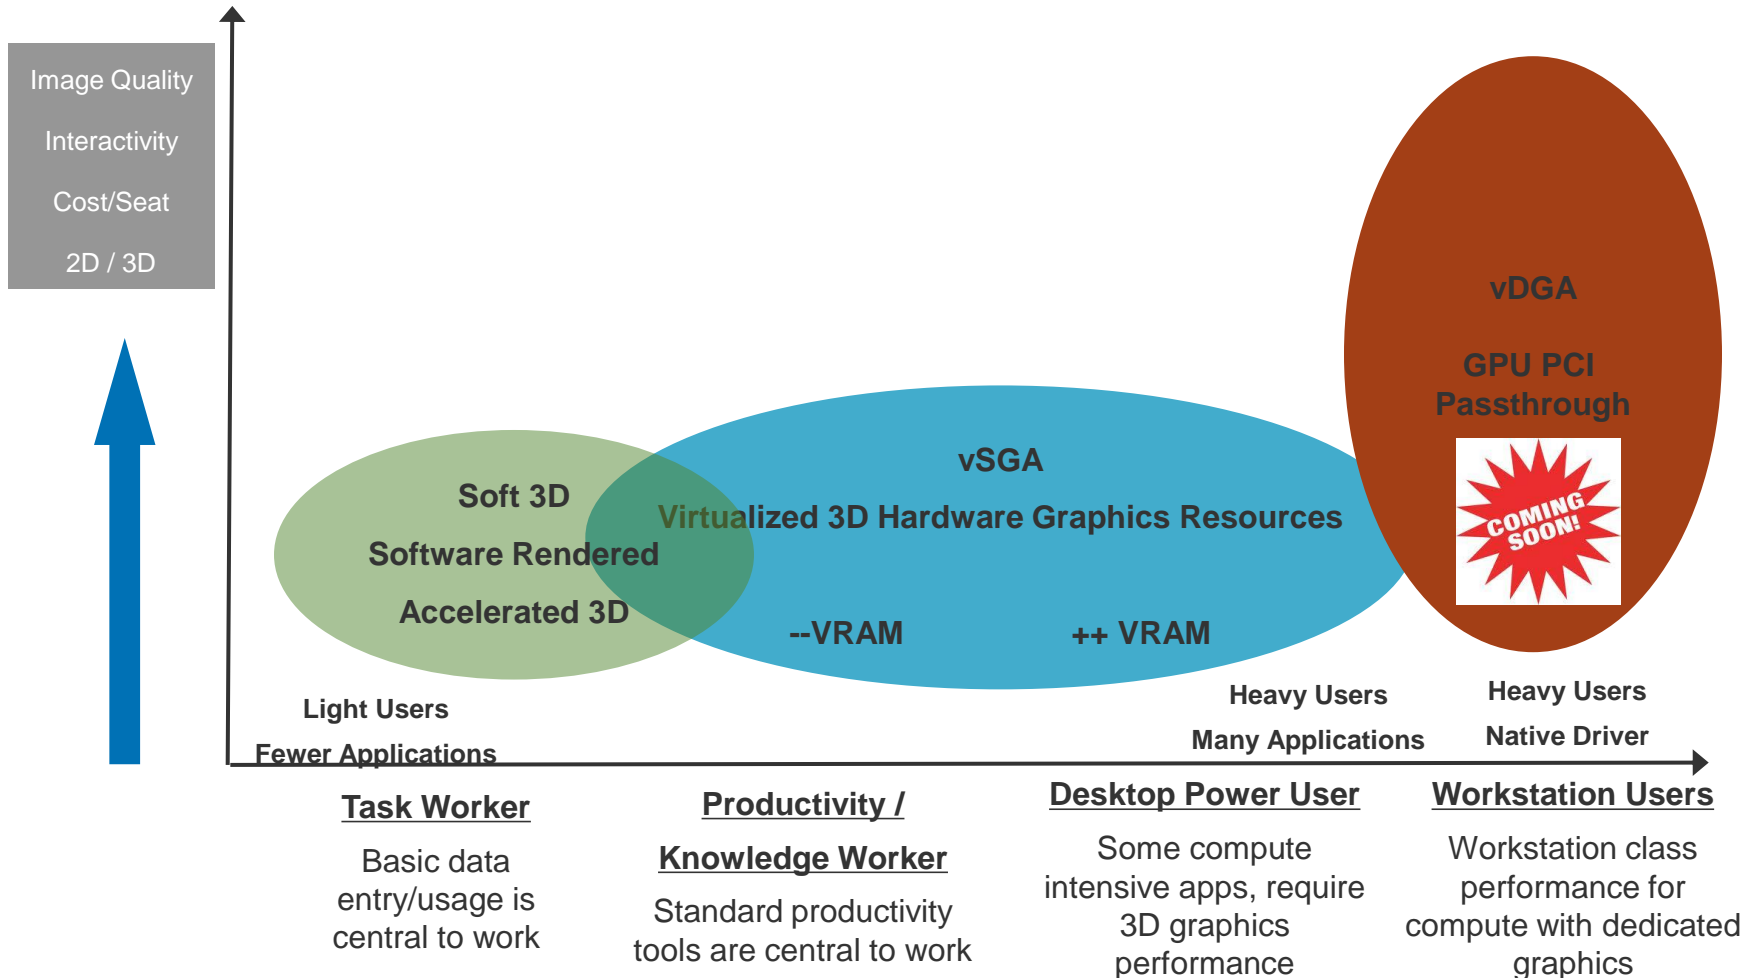 Image Quality
Interactivity
Cost/Seat
2D / 3D
vDGA
GPU PCI
Passthrough
COMING
SOON!
vSGA
Virtualized 3D Hardware Graphics Resources
--VRAM
++ VRAM
Soft 3D
Software Rendered
Accelerated 3D
Light Users
Fewer Applications
Heavy Users
Many Applications
Heavy Users
Native Driver
Task Worker
Basic data
entry/usage is
central to work
Productivity /
Knowledge Worker
Standard productivity
tools are central to work
Desktop Power User
Some compute
intensive apps, require
3D graphics
performance
Workstation Users
Workstation class
performance for
compute with dedicated
graphics